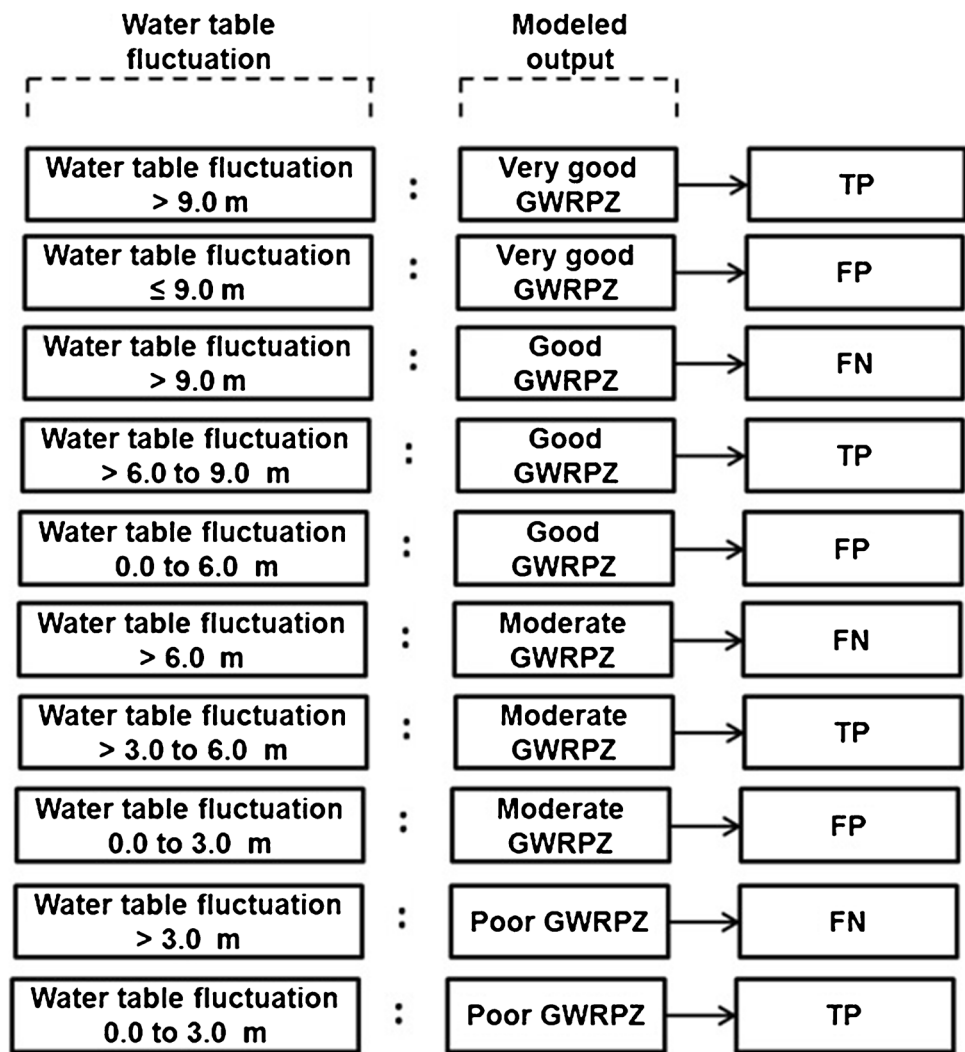 Water table
fluctuation
Modeled
output
Water table fluctuation
> 9.0 m
:
Very good
GWRPZ
TP
Water table fluctuation
≤ 9.0 m
:
Very good
GWRPZ
FP
Water table fluctuation
> 9.0 m
:
Good
GWRPZ
FN
Water table fluctuation
> 6.0 to 9.0 m
:
Good
GWRPZ
TP
Water table fluctuation
0.0 to 6.0 m
:
Good
GWRPZ
FP
Water table fluctuation
> 6.0 m
:
Moderate
GWRPZ
FN
Water table fluctuation
> 3.0 to 6.0 m
:
Moderate
GWRPZ
TP
Water table fluctuation
0.0 to 3.0 m
:
Moderate
GWRPZ
FP
Water table fluctuation
> 3.0 m
:
Poor GWRPZ
FN
Water table fluctuation
0.0 to 3.0 m
:
Poor GWRPZ
TP